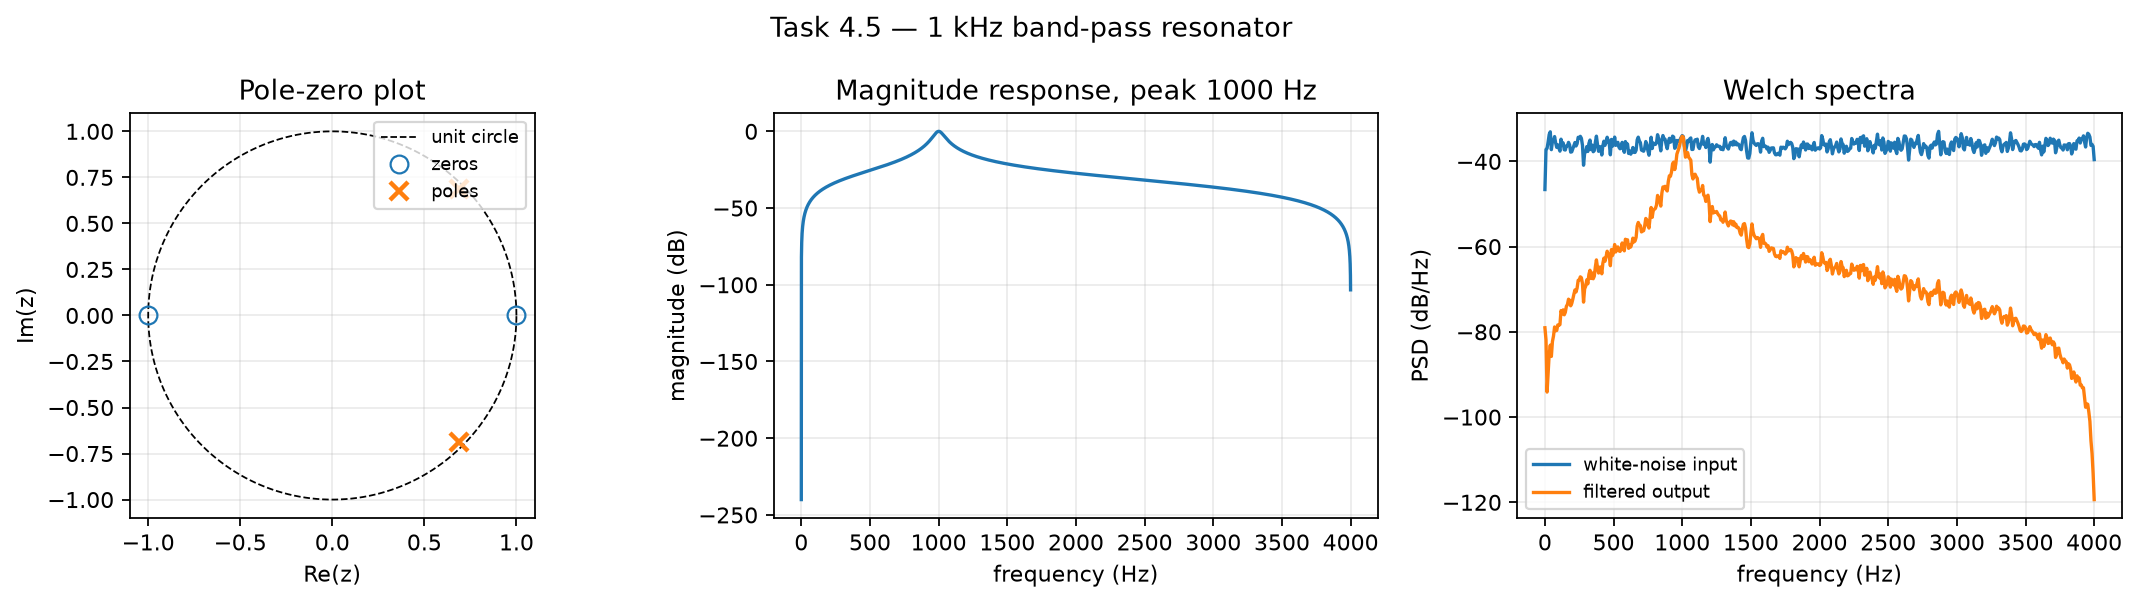 Task 4.5 — 1 kHz band-pass resonator
Pole-zero plot
1.00
0.75
0.50
0.25
0.00
−0.25
−0.50
−0.75
−1.00
Im(z)
unit circle
zeros
poles
−1.0 −0.5 0.0 0.5 1.0
Re(z)
Magnitude response, peak 1000 Hz
0
−50
−100
−150
−200
−250
magnitude (dB)
0 500 1000 1500 2000 2500 3000 3500 4000
frequency (Hz)
Welch spectra
−40
−60
−80
−100
−120
PSD (dB/Hz)
white-noise input
filtered output
0 500 1000 1500 2000 2500 3000 3500 4000
frequency (Hz)